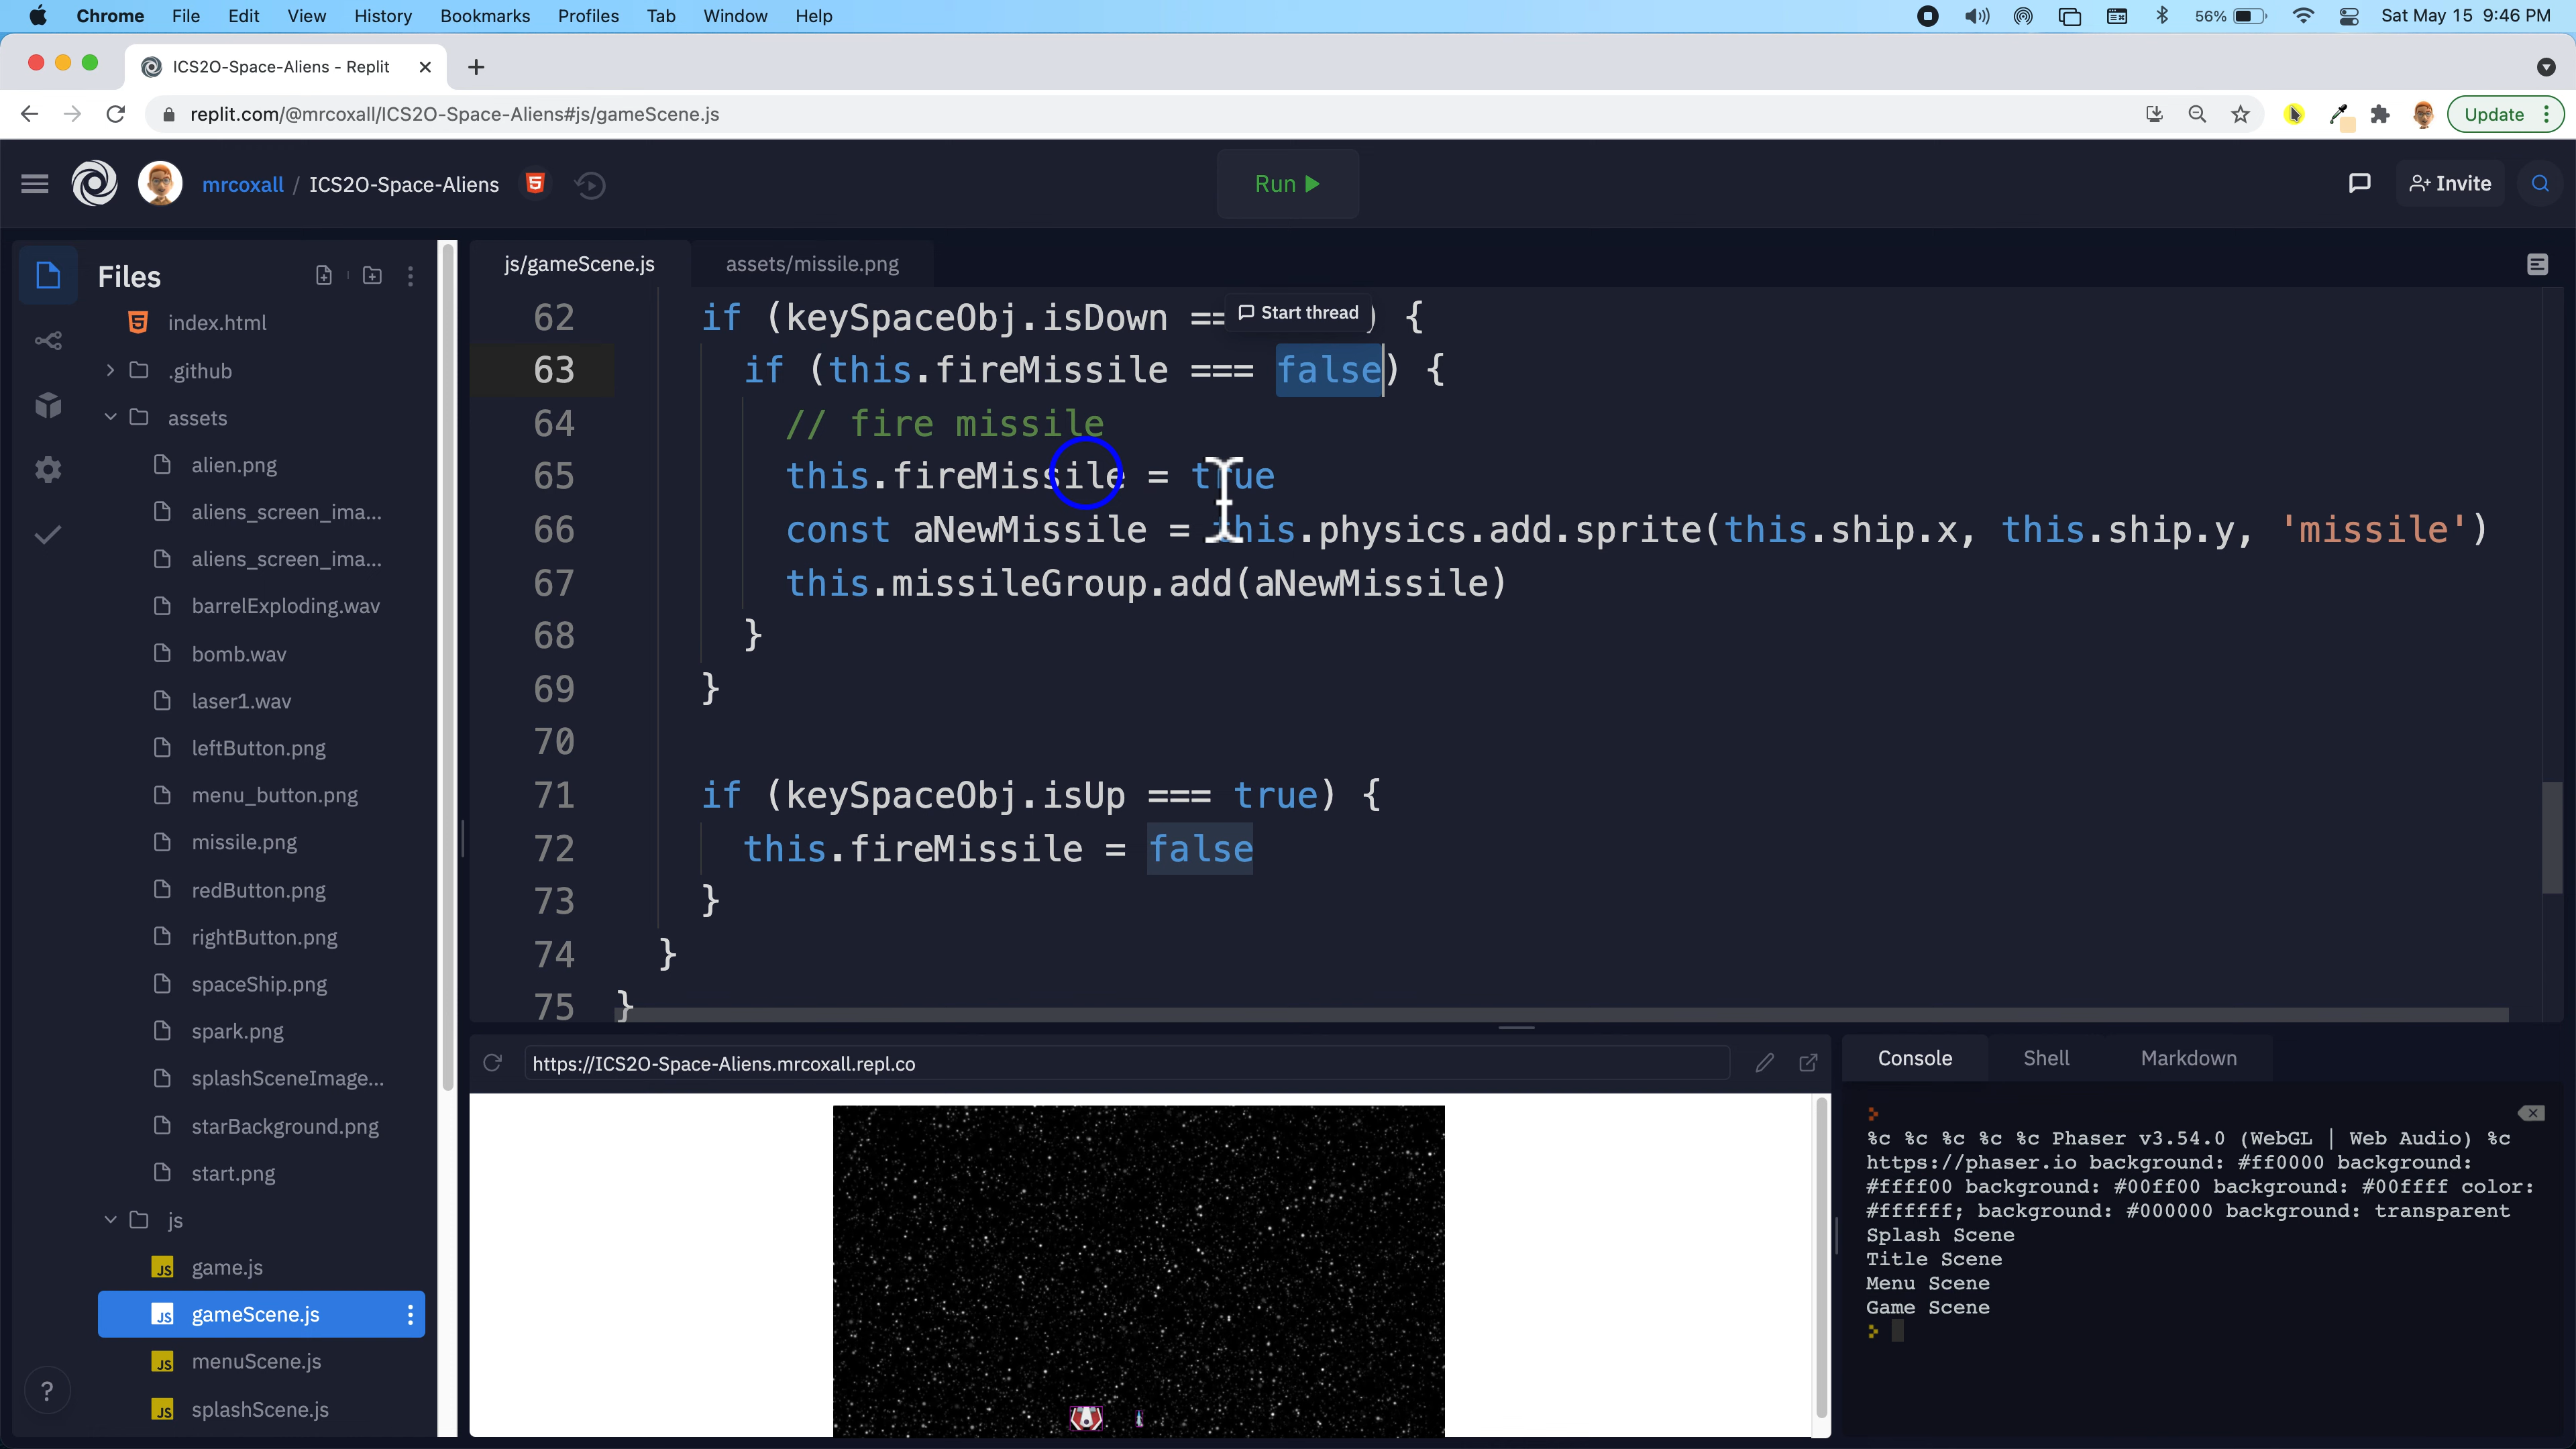 Chrome File Edit View History Bookmarks Profiles Tab Window Help 56% Sat May 15 9:46 PM
ICS2O-Space-Aliens - Replit
replit.com/@mrcoxall/ICS2O-Space-Aliens#js/gameScene.js Update
mrcoxall / ICS2O-Space-Aliens Run Invite
Files
index.html
.github
assets
alien.png
aliens_screen_ima...
aliens_screen_ima...
barrelExploding.wav
bomb.wav
laser1.wav
leftButton.png
menu_button.png
missile.png
redButton.png
rightButton.png
spaceShip.png
spark.png
splashSceneImage...
starBackground.png
start.png
js
JS game.js
JS gameScene.js
JS menuScene.js
JS splashScene.js
?
js/gameScene.js assets/missile.png
62 if (keySpaceObj.isDown == ) {
Start thread
63 if (this.fireMissile === false) {
64 // fire missile
65 this.fireMissile = true
66 const aNewMissile = this.physics.add.sprite(this.ship.x, this.ship.y, 'missile')
67 this.missileGroup.add(aNewMissile)
68 }
69 }
70
71 if (keySpaceObj.isUp === true) {
72 this.fireMissile = false
73 }
74 }
75 }
https://ICS2O-Space-Aliens.mrcoxall.repl.co
Console Shell Markdown
%c %c %c %c %c Phaser v3.54.0 (WebGL | Web Audio) %c
https://phaser.io background: #ff0000 background:
#ffff00 background: #00ff00 background: #00ffff color:
#ffffff; background: #000000 background: transparent
Splash Scene
Title Scene
Menu Scene
Game Scene